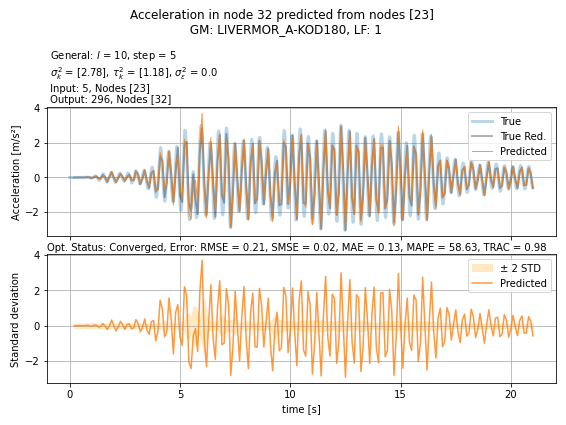 Acceleration in node 32 predicted from nodes [23]
GM: LIVERMOR_A-KOD180, LF: 1
General: l = 10, step = 5
σ²ₖ = [2.78], τ²ₖ = [1.18], σ²ε = 0.0
Input: 5, Nodes [23]
Output: 296, Nodes [32]
Acceleration [m/s²]
4
2
0
−2
True
True Red.
Predicted
Opt. Status: Converged, Error: RMSE = 0.21, SMSE = 0.02, MAE = 0.13, MAPE = 58.63, TRAC = 0.98
Standard deviation
4
2
0
−2
± 2 STD
Predicted
0 5 10 15 20
time [s]